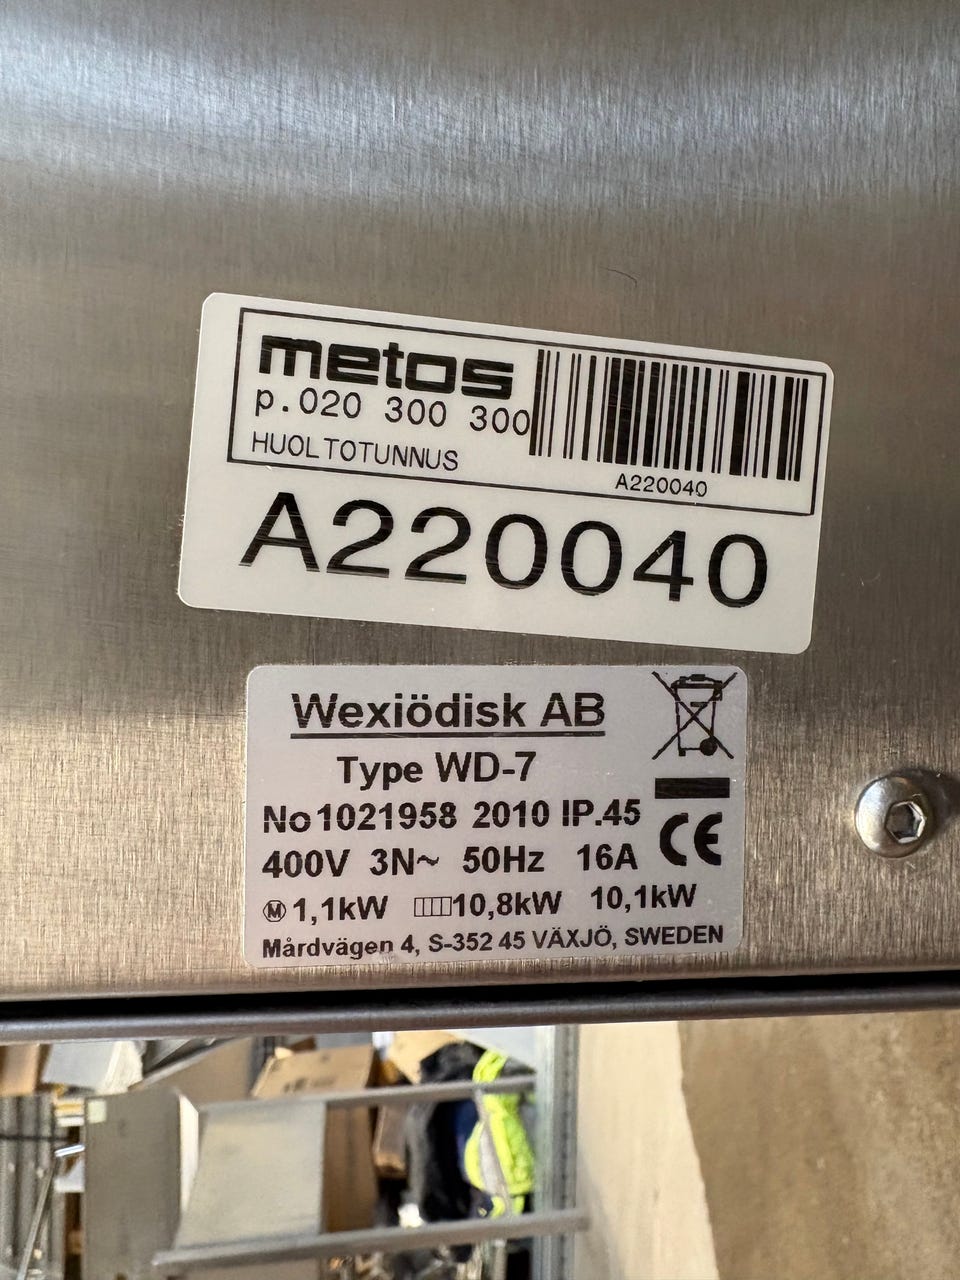 metos
p.020 300 300
HUOLTOTUNNUS
A220040
A220040
Wexiödisk AB
Type WD-7
No 1021958 2010 IP.45
400V 3N~ 50Hz 16A
CE
M 1,1kW 10,8kW 10,1kW
Mårdvägen 4, S-352 45 VÄXJÖ, SWEDEN